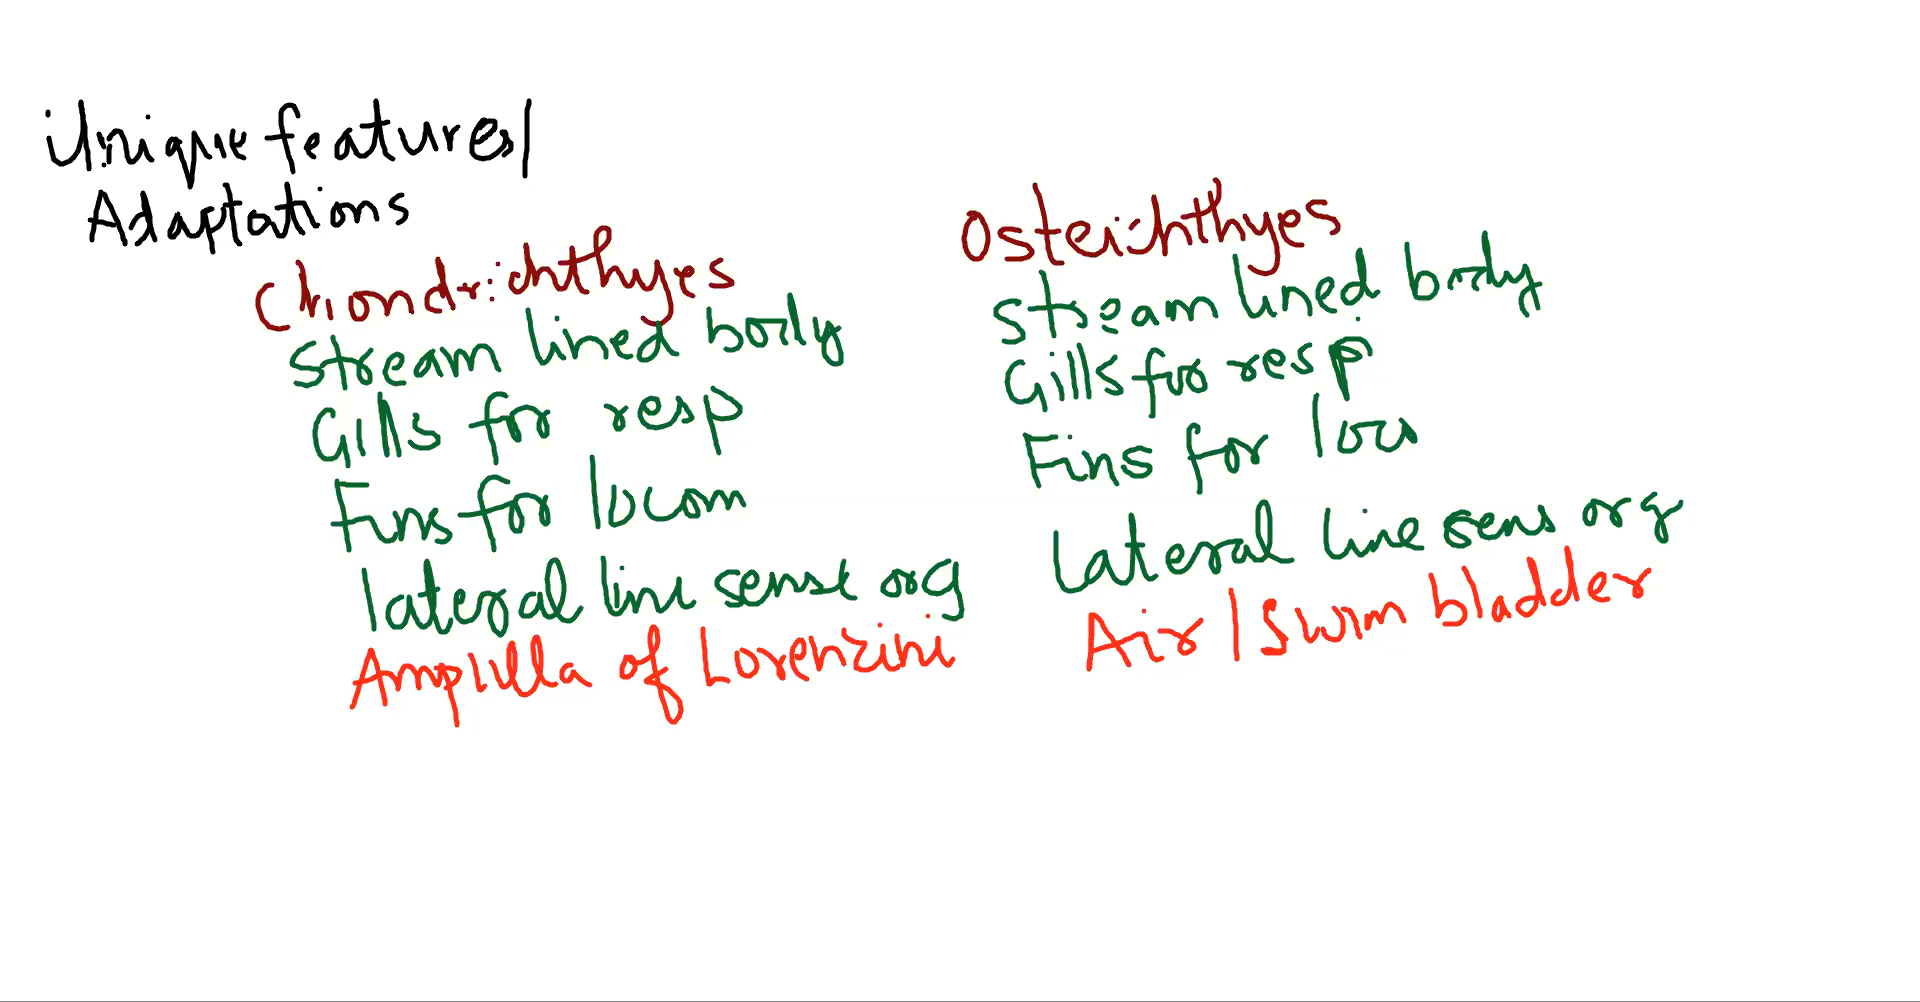 Unique features/
Adaptations
Chondrichthyes
Stream lined body
Gills for resp
Fins for locom
lateral line sense org
Ampulla of Lorenzini
Osteichthyes
Stream lined body
Gills for resp
Fins for loco
Lateral line sens org
Air / Swim bladder